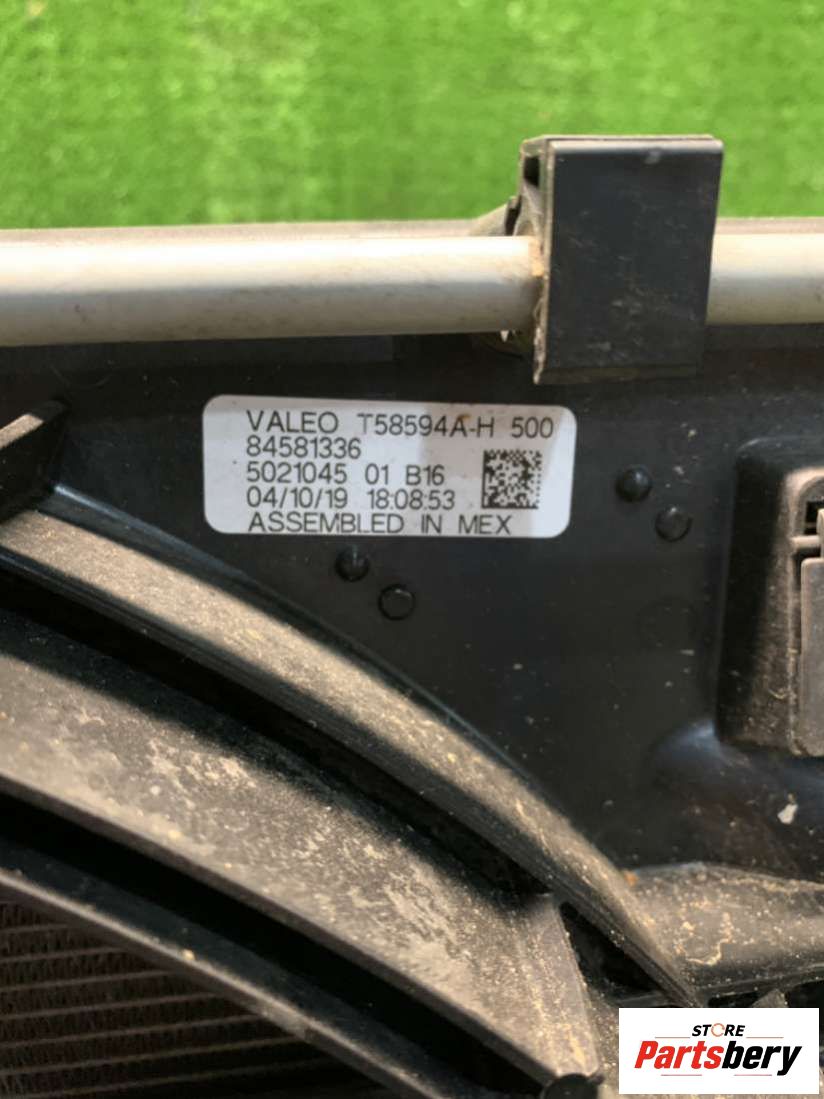 VALEO T58594A-H 500
84581336
5021045 01 B16
04/10/19 18:08:53
ASSEMBLED IN MEX
STORE
Partsbery